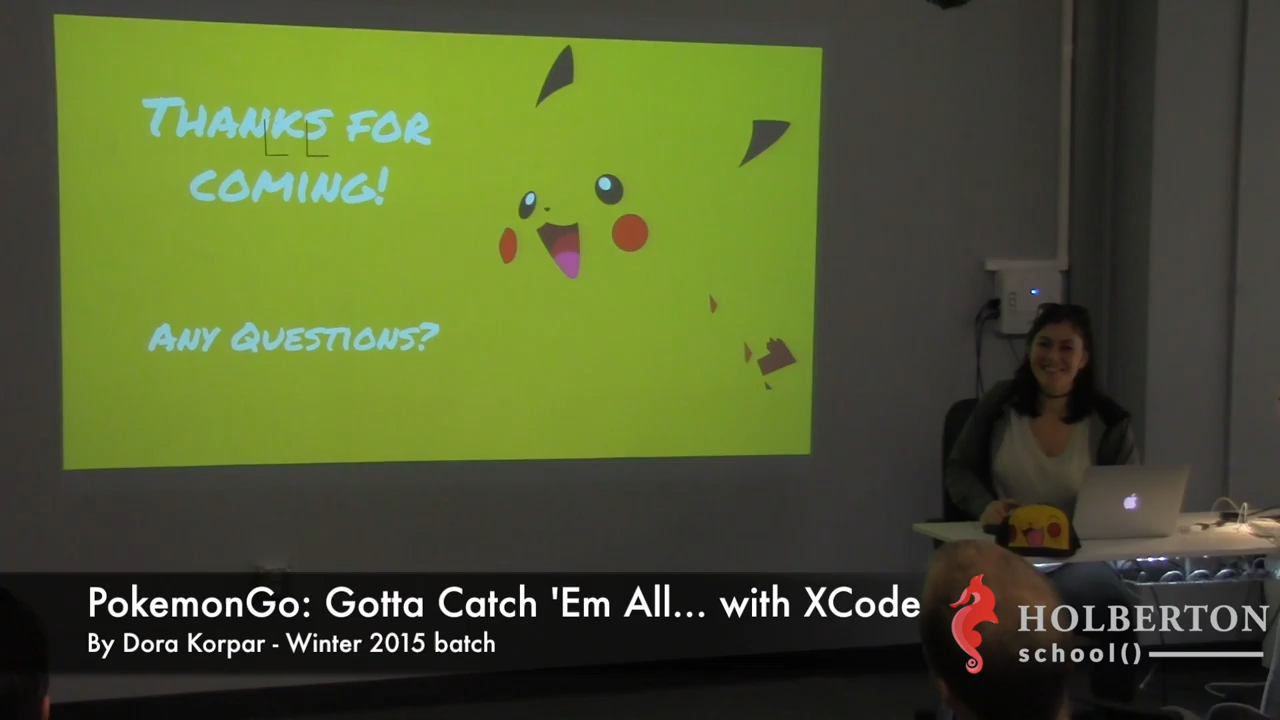 THANKS FOR
COMING!
ANY QUESTIONS?
PokemonGo: Gotta Catch 'Em All... with XCode
By Dora Korpar - Winter 2015 batch
HOLBERTON
school()